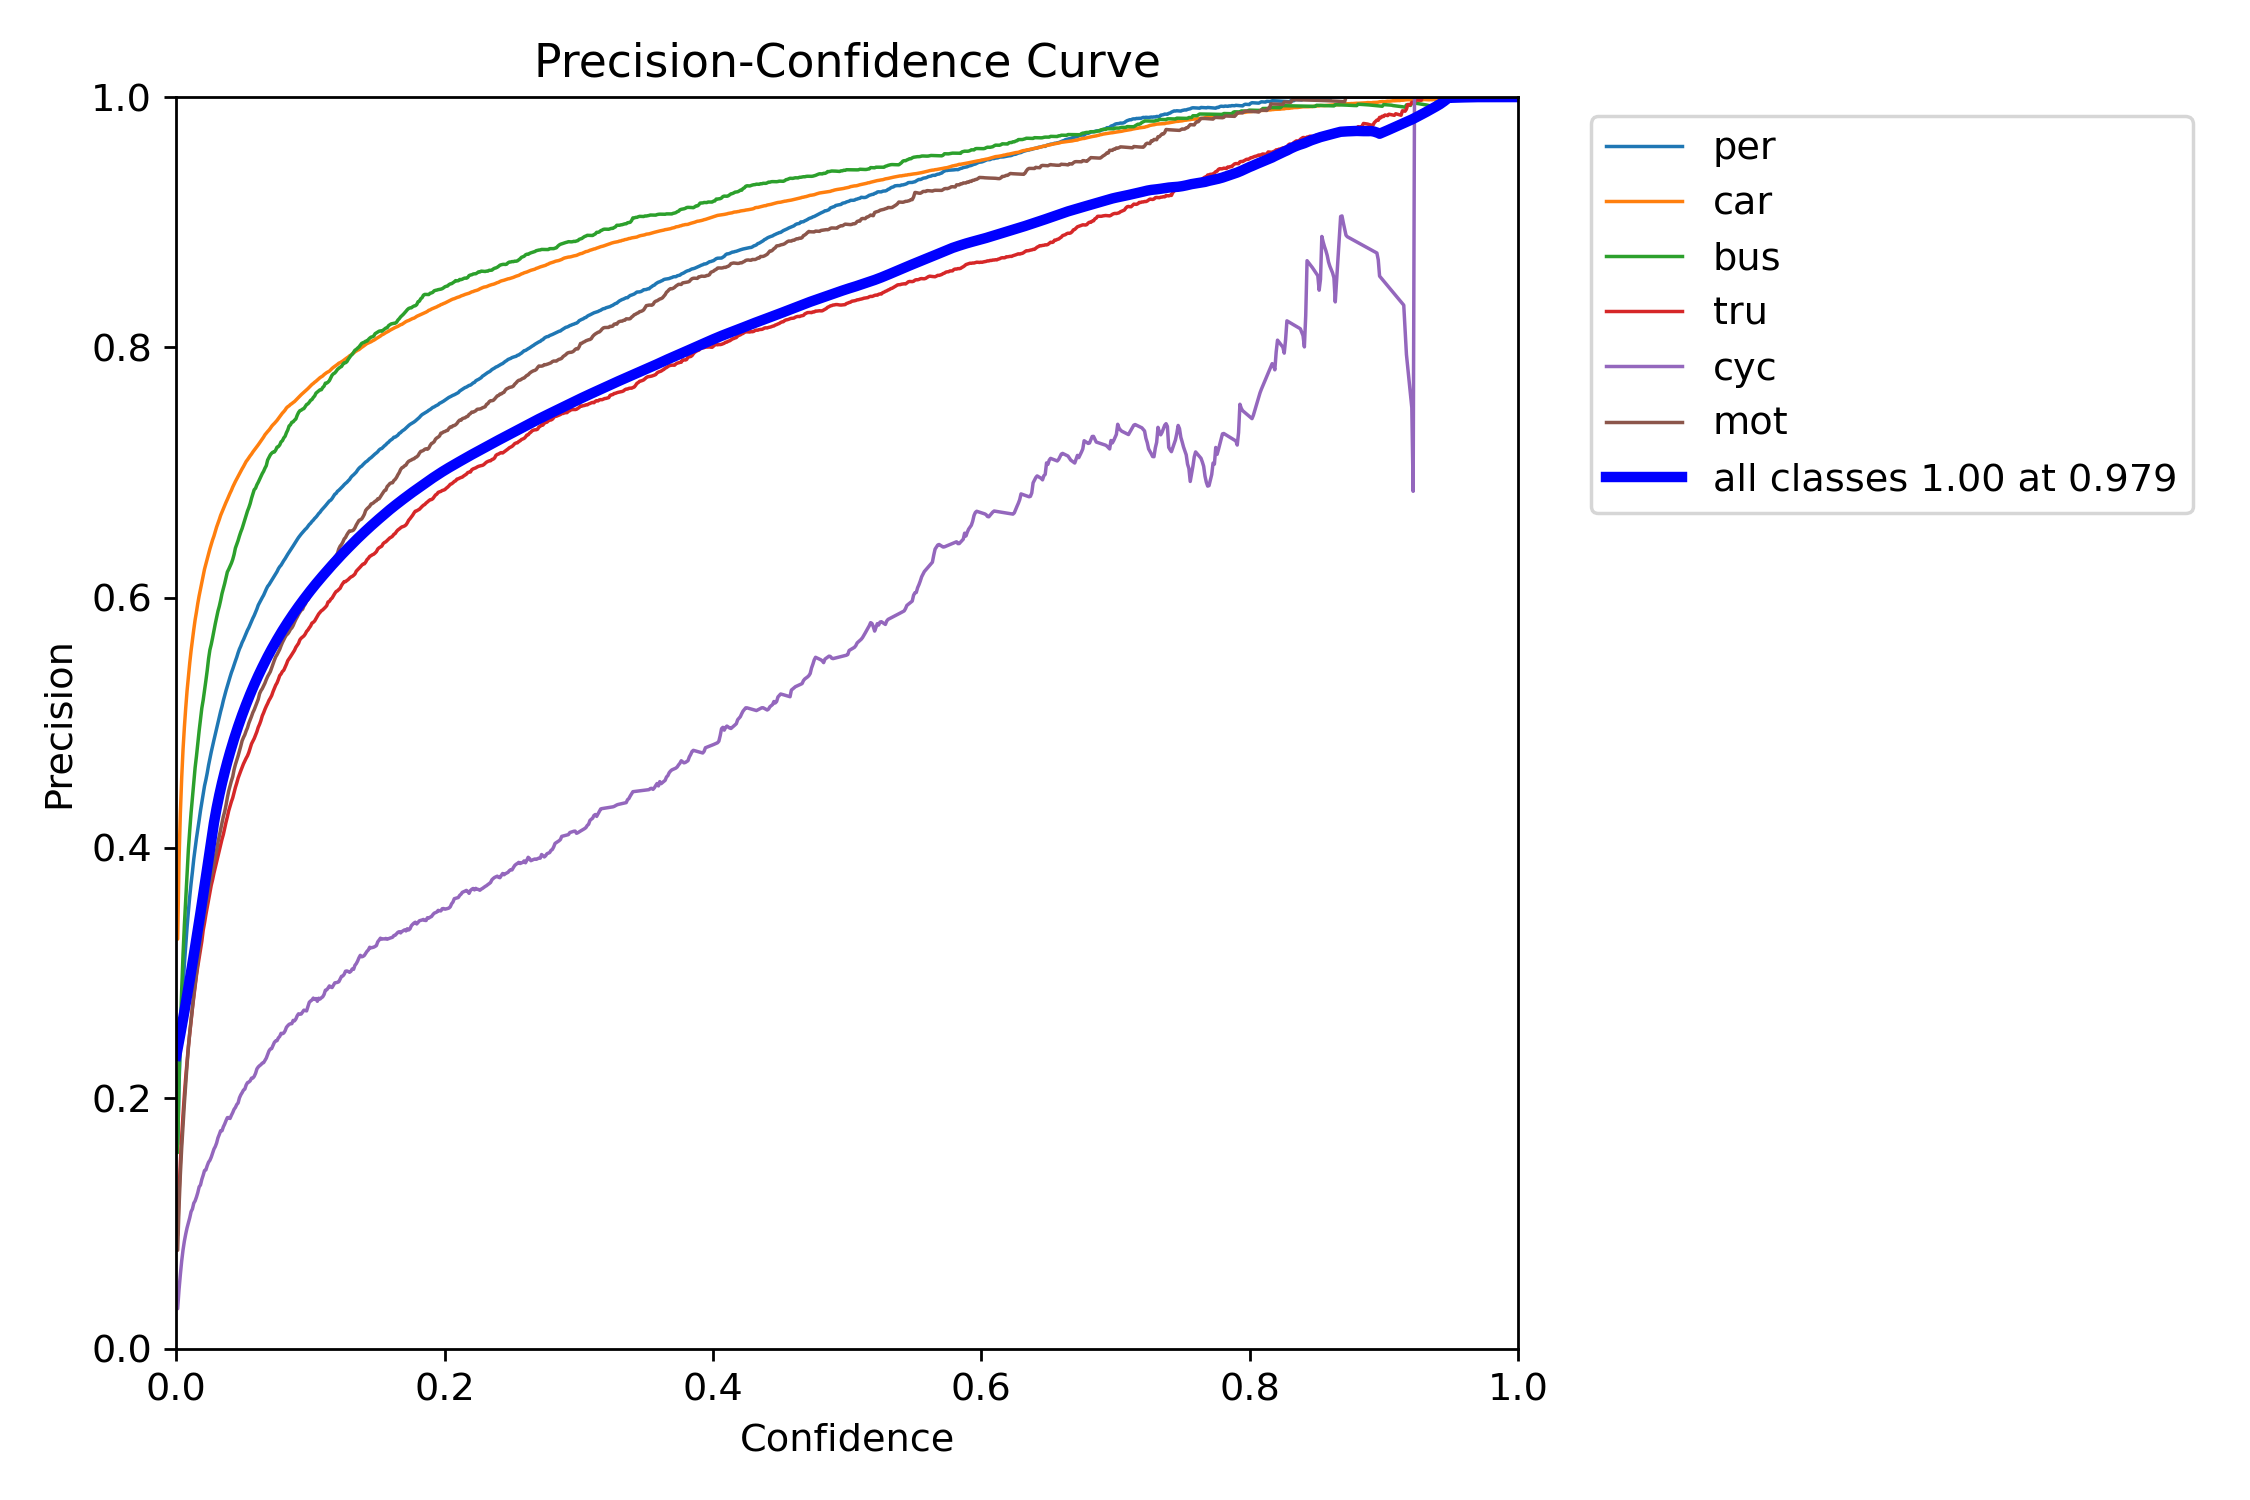 Precision-Confidence Curve
1.0
0.8
0.6
0.4
0.2
0.0
Precision
0.0 0.2 0.4 0.6 0.8 1.0
Confidence
per
car
bus
tru
cyc
mot
all classes 1.00 at 0.979